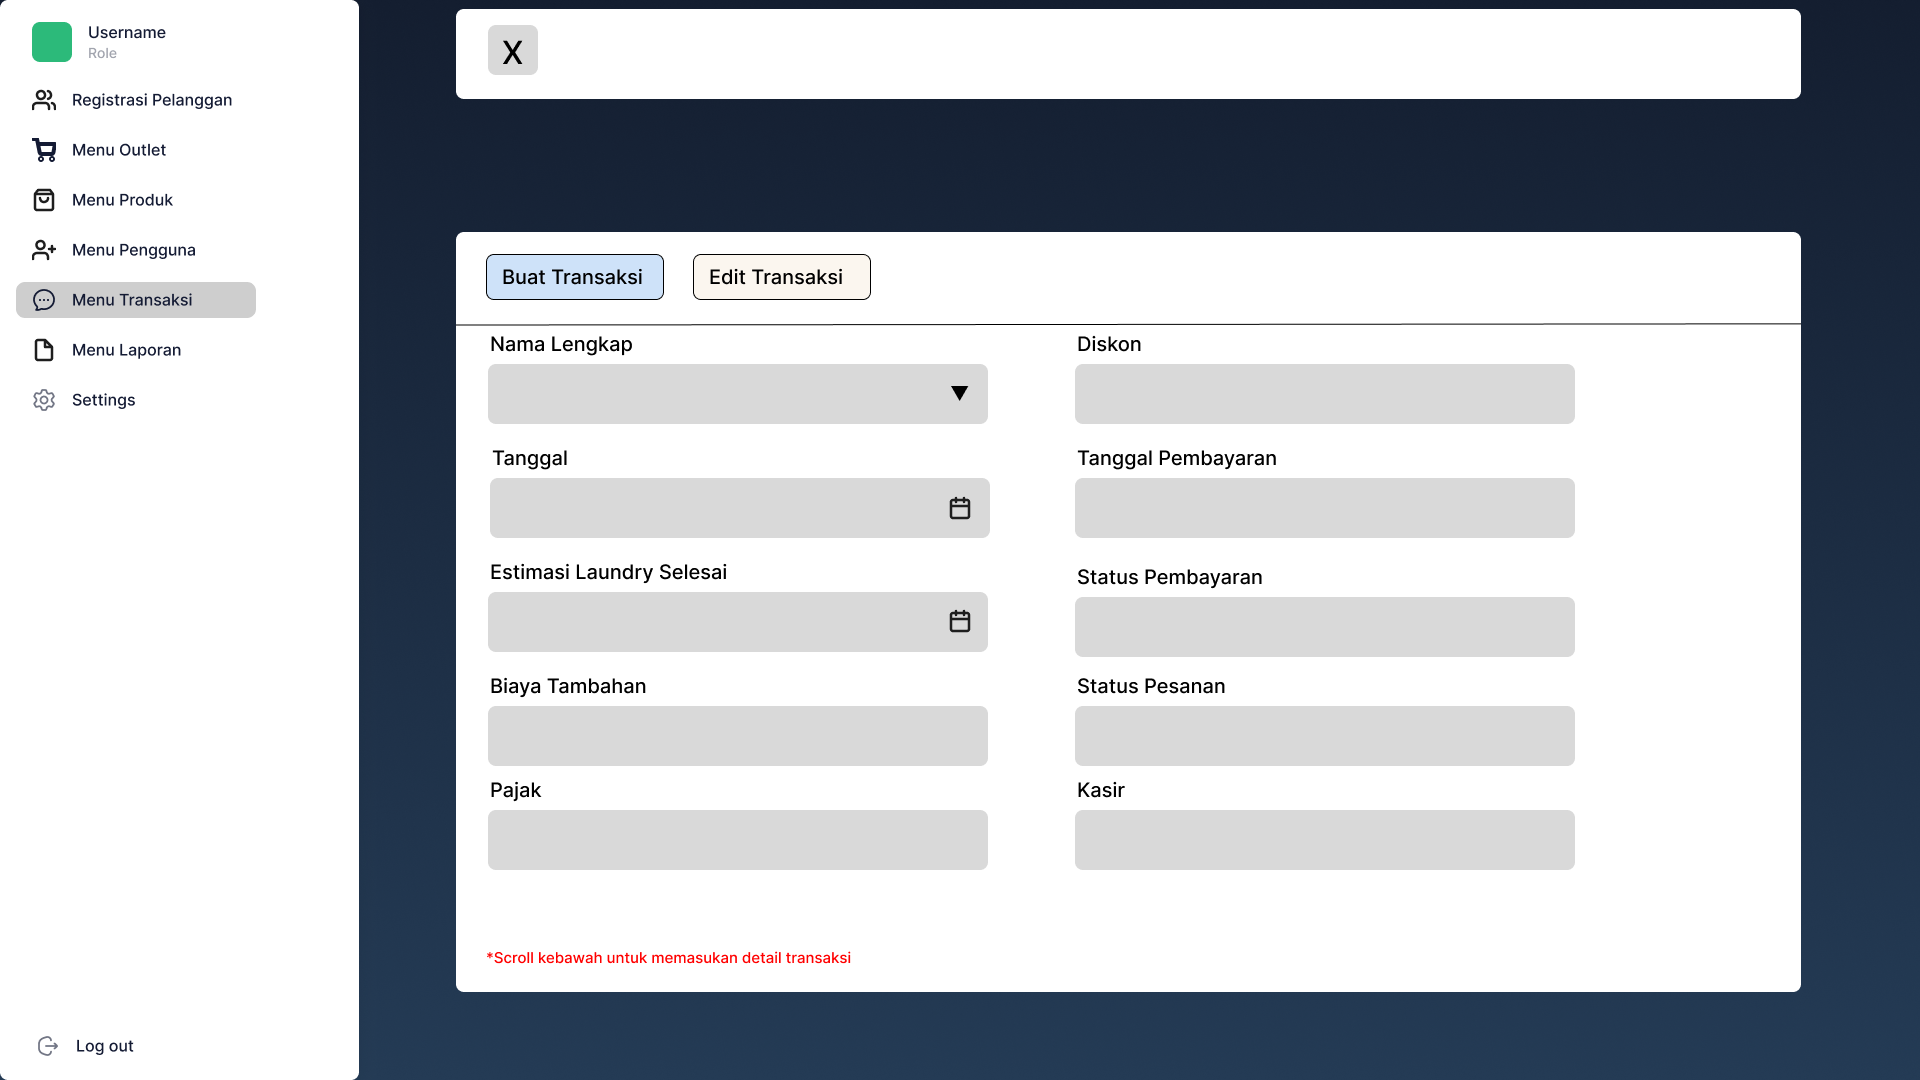 Username
Role
Registrasi Pelanggan
Menu Outlet
Menu Produk
Menu Pengguna
Menu Transaksi
Menu Laporan
Settings
Log out
X
Buat Transaksi
Edit Transaksi
Nama Lengkap
Diskon
Tanggal
Tanggal Pembayaran
Estimasi Laundry Selesai
Status Pembayaran
Biaya Tambahan
Status Pesanan
Pajak
Kasir
*Scroll kebawah untuk memasukan detail transaksi